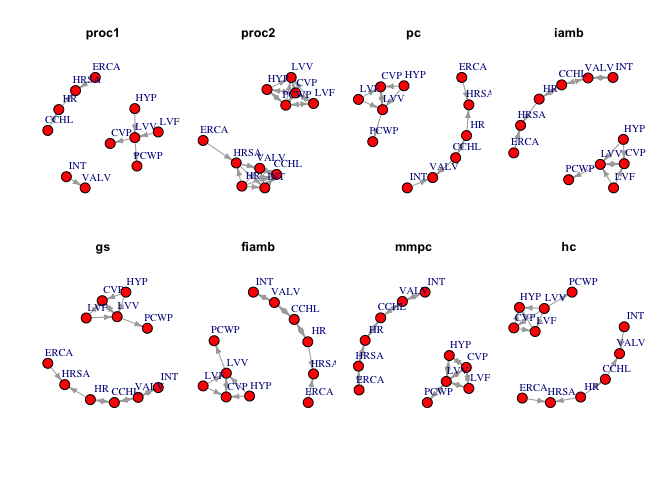 proc1 proc2 pc iamb
ERCA
HRSA
HR
CCHL
HYP
CVP LVV LVF
PCWP
INT
VALV
LVV
HYP CVP
PCWP LVF
ERCA
HRSA VALV
CCHL
HR INT
CVP HYP
LVV
PCWP
ERCA
HRSA
HR
CCHL
VALV
INT
CCHL VALV INT
HR
HRSA
ERCA
HYP
LVV CVP
PCWP LVF
gs fiamb mmpc hc
CVP HYP
LVF LVV
PCWP
ERCA
HRSA
HR CCHL VALV INT
INT VALV
CCHL
HR
HRSA
ERCA
PCWP
LVV
LVF CVP HYP
INT
VALV
CCHL
HR
HRSA
ERCA
HYP
LVV CVP
PCWP LVF
PCWP
HYP LVV
CVP LVF
INT
VALV
CCHL
HR
ERCA HRSA